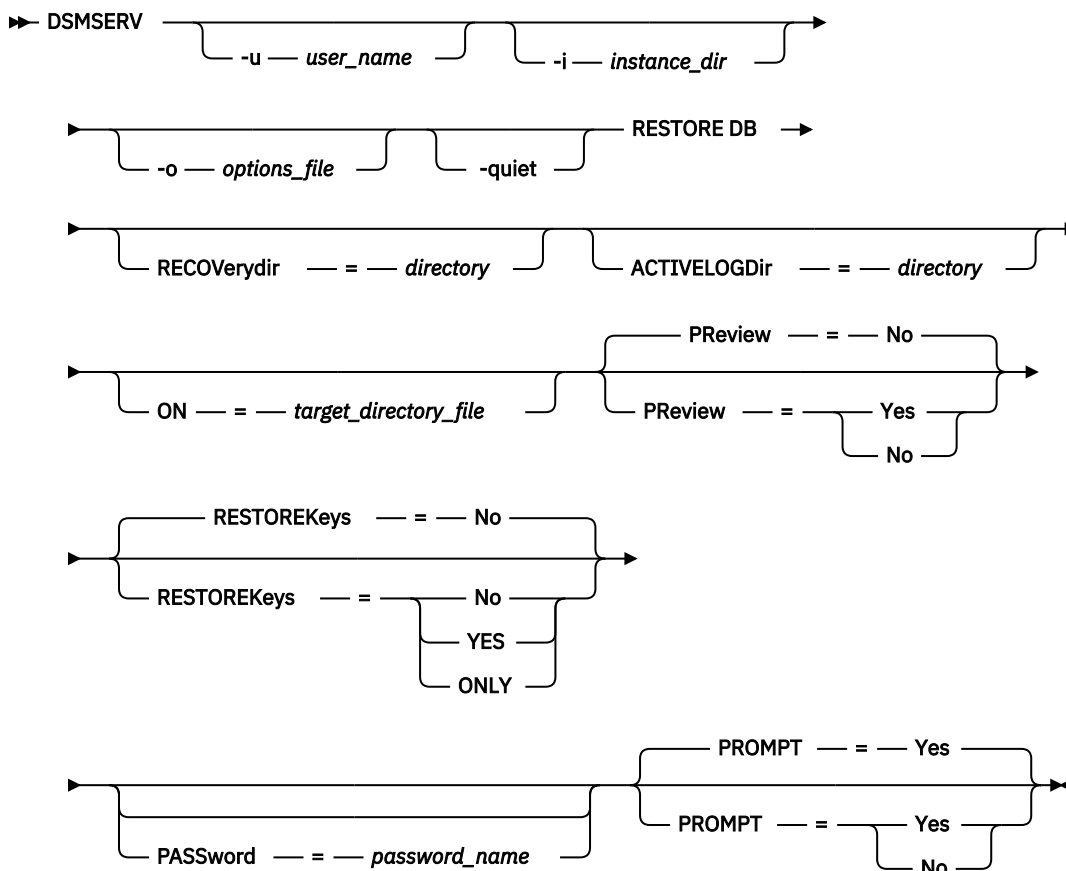 DSMSERV
-u user_name -i instance_dir
RESTORE DB
-o options_file -quiet
RECOVerydir = directory ACTIVELOGDir = directory
PReview = No
ON = target_directory_file PReview = Yes
No
RESTOREKeys = No
RESTOREKeys = No
YES
ONLY
PROMPT = Yes
PROMPT = Yes
PASSword = password_name No